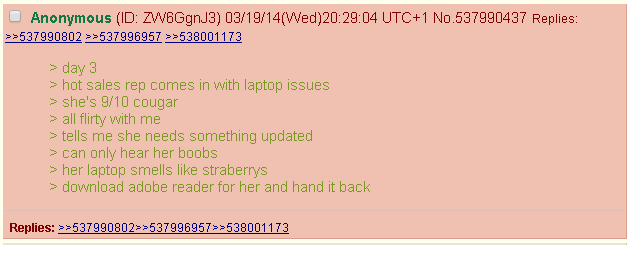 Anonymous (ID: ZW6GgnJ3) 03/19/14(Wed)20:29:04 UTC+1 No.537990437 Replies:
>>537990802 >>537996957 >>538001173
> day 3
> hot sales rep comes in with laptop issues
> she's 9/10 cougar
> all flirty with me
> tells me she needs something updated
> can only hear her boobs
> her laptop smells like straberrys
> download adobe reader for her and hand it back
Replies: >>537990802>>537996957>>538001173